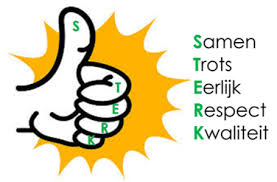 S
T
E
R
K
Samen
Trots
Eerlijk
Respect
Kwaliteit